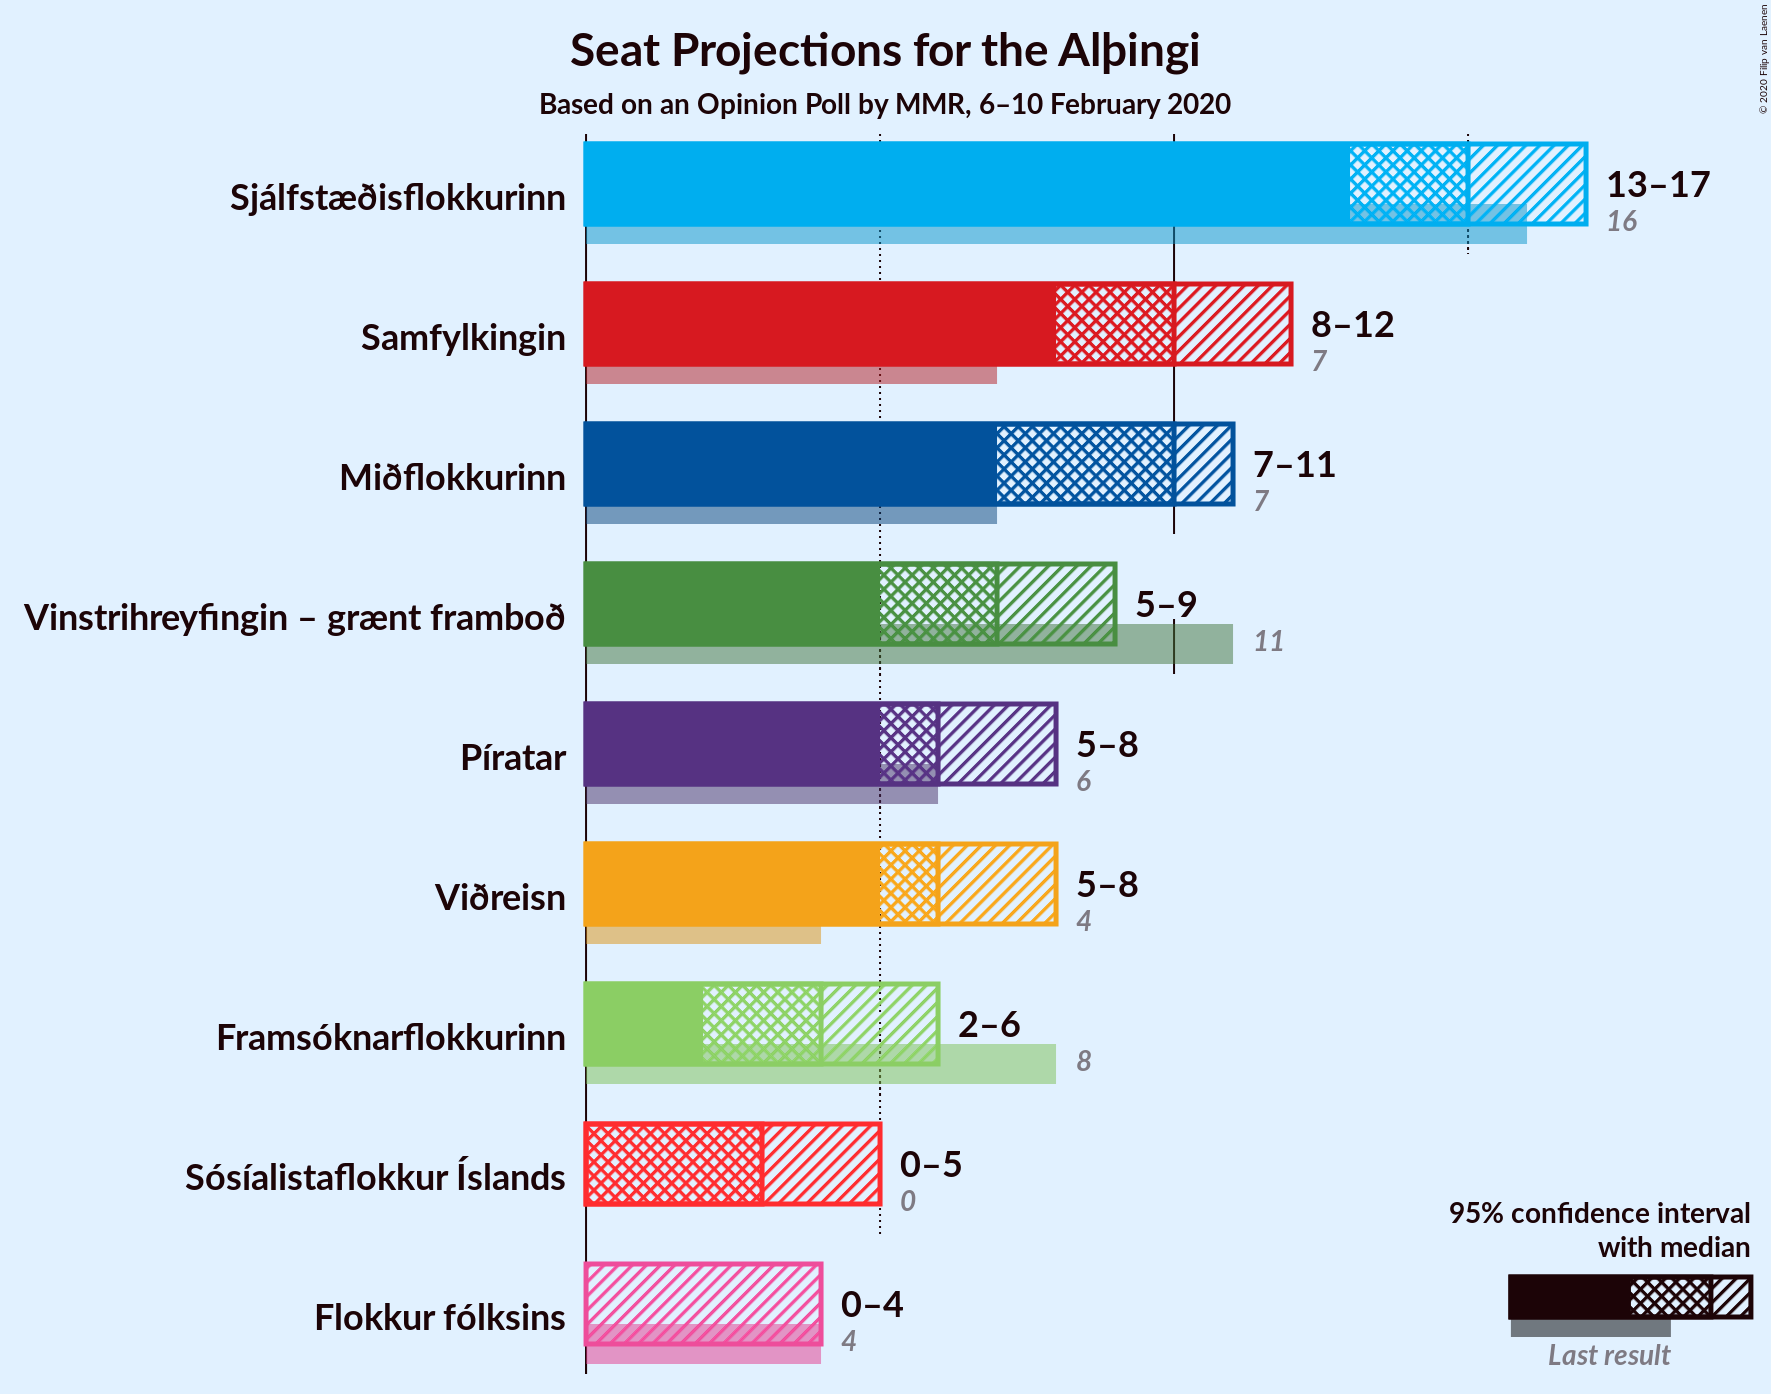 Seat Projections for the Alþingi
Based on an Opinion Poll by MMR, 6–10 February 2020
© 2020 Filip van Laenen
Sjálfstæðisflokkurinn
13–17
16
Samfylkingin
8–12
7
Miðflokkurinn
7–11
7
Vinstrihreyfingin – grænt framboð
5–9
11
Píratar
5–8
6
Viðreisn
5–8
4
Framsóknarflokkurinn
2–6
8
Sósíalistaflokkur Íslands
0–5
0
Flokkur fólksins
0–4
4
95% confidence interval
with median
Last result